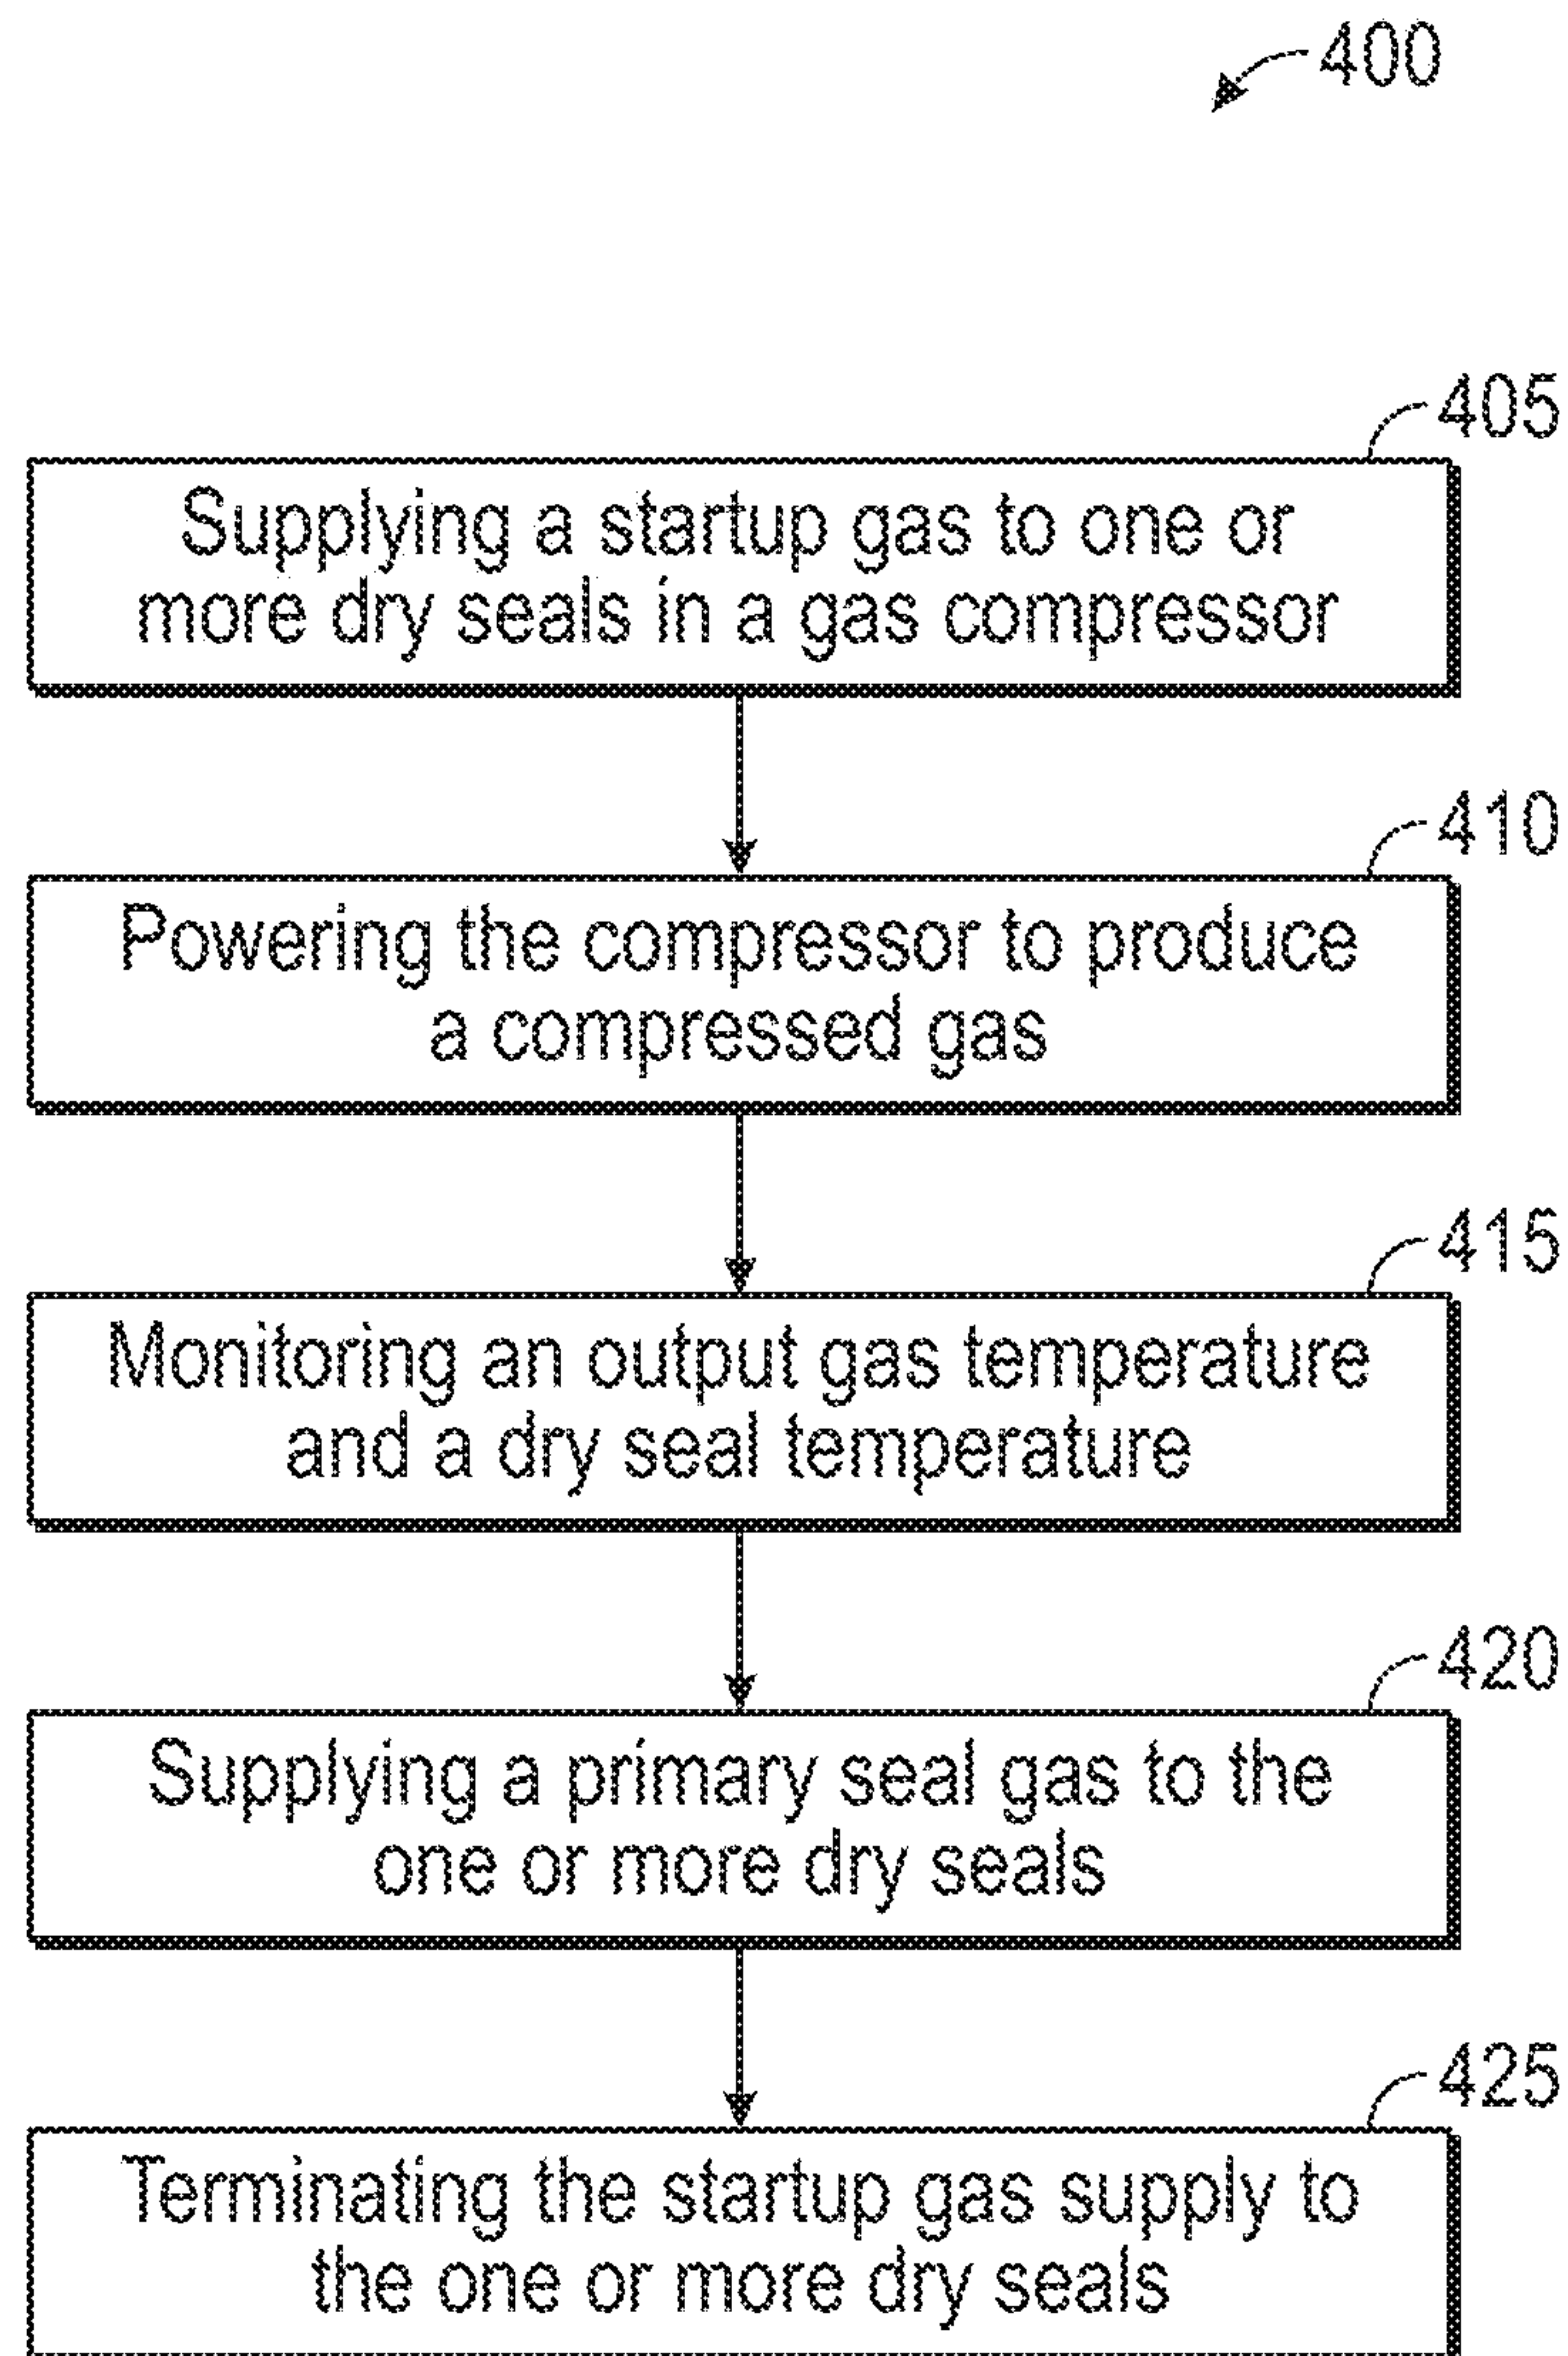 400
405
Supplying a startup gas to one or
more dry seals in a gas compressor
410
Powering the compressor to produce
a compressed gas
415
Monitoring an output gas temperature
and a dry seal temperature
420
Supplying a primary seal gas to the
one or more dry seals
425
Terminating the startup gas supply to
the one or more dry seals